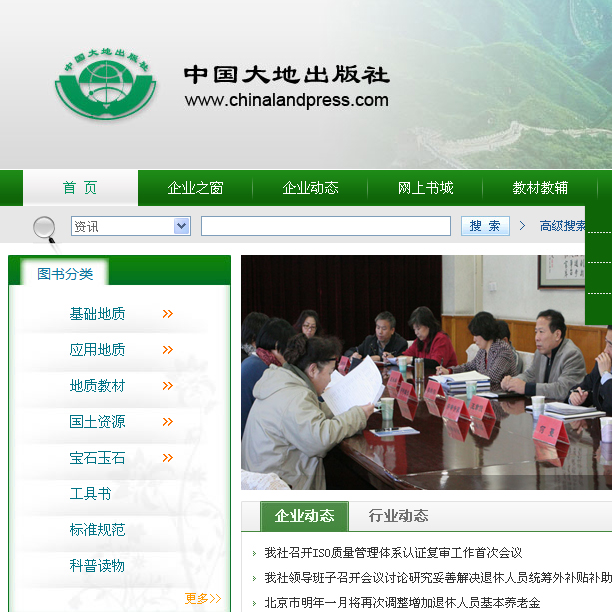 中国大地出版社
中国大地出版社
www.chinalandpress.com
首 页
企业之窗
企业动态
网上书城
教材教辅
资讯
搜 索
高级搜索
图书分类
基础地质
应用地质
地质教材
国土资源
宝石玉石
工具书
标准规范
科普读物
更多
企业动态
行业动态
我社召开ISO质量管理体系认证复审工作首次会议
我社领导班子召开会议讨论研究妥善解决退休人员统筹外补贴补助
北京市明年一月将再次调整增加退休人员基本养老金